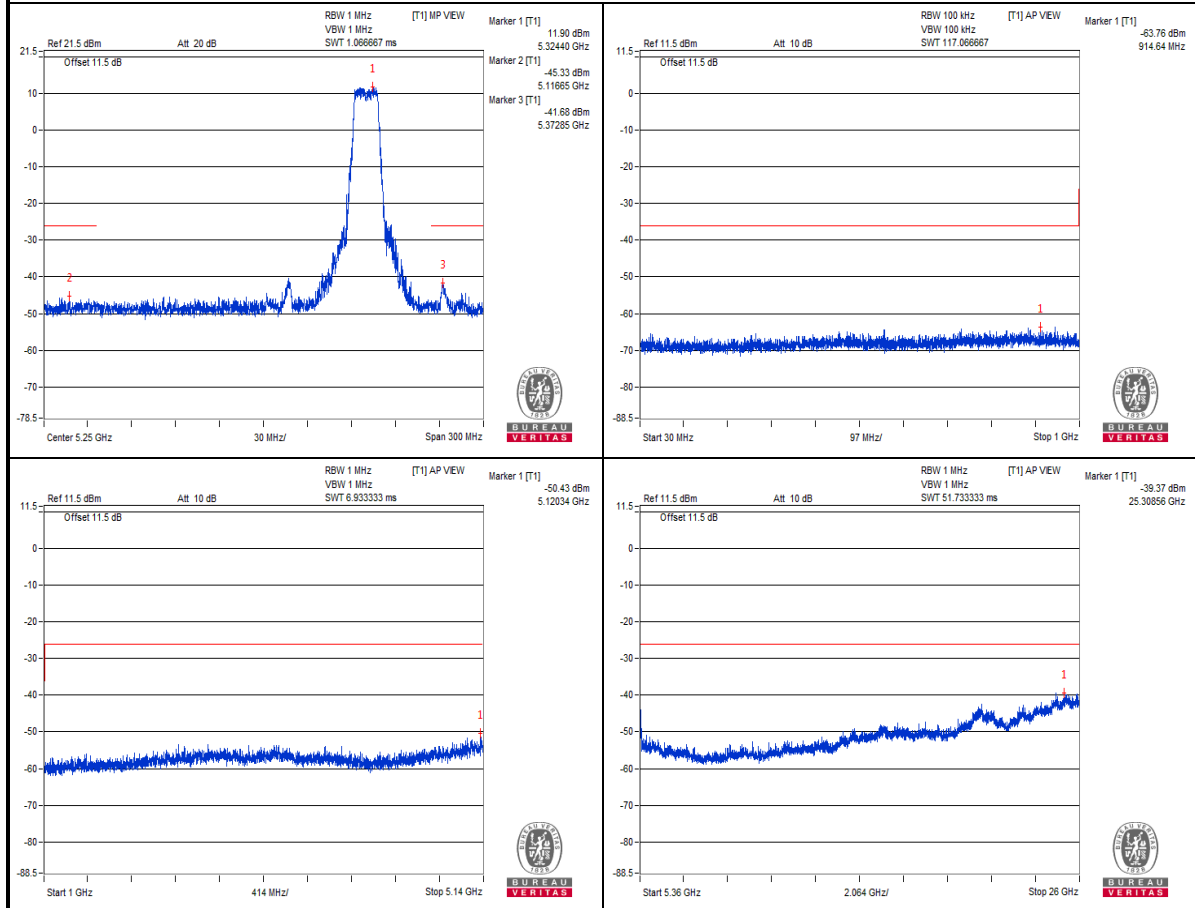 RBW 1 MHz [T1] MP VIEW
VBW 1 MHz
Ref 21.5 dBm Att 20 dB SWT 1.066667 ms
Marker 1 [T1]
11.90 dBm
5.32440 GHz
Marker 2 [T1]
-45.33 dBm
5.11665 GHz
Marker 3 [T1]
-41.68 dBm
5.37285 GHz
21.5
Offset 11.5 dB
1
10
0
-10
-20
-30
2
3
-40
-50
-60
-70
-78.5
Center 5.25 GHz 30 MHz/ Span 300 MHz
BUREAU VERITAS
1828
BUREAU
VERITAS
RBW 100 kHz [T1] AP VIEW
VBW 100 kHz
Ref 11.5 dBm Att 10 dB SWT 117.066667
Marker 1 [T1]
-63.76 dBm
914.64 MHz
11.5
Offset 11.5 dB
0
-10
-20
-30
-40
-50
1
-60
-70
-80
-88.5
Start 30 MHz 97 MHz/ Stop 1 GHz
BUREAU VERITAS
1828
BUREAU
VERITAS
RBW 1 MHz [T1] AP VIEW
VBW 1 MHz
Ref 11.5 dBm Att 10 dB SWT 6.933333 ms
Marker 1 [T1]
-50.43 dBm
5.12034 GHz
11.5
Offset 11.5 dB
0
-10
-20
-30
-40
1
-50
-60
-70
-80
-88.5
Start 1 GHz 414 MHz/ Stop 5.14 GHz
BUREAU VERITAS
1828
BUREAU
VERITAS
RBW 1 MHz [T1] AP VIEW
VBW 1 MHz
Ref 11.5 dBm Att 10 dB SWT 51.733333 ms
Marker 1 [T1]
-39.37 dBm
25.30856 GHz
11.5
Offset 11.5 dB
0
-10
-20
-30
1
-40
-50
-60
-70
-80
-88.5
Start 5.36 GHz 2.064 GHz/ Stop 26 GHz
BUREAU VERITAS
1828
BUREAU
VERITAS